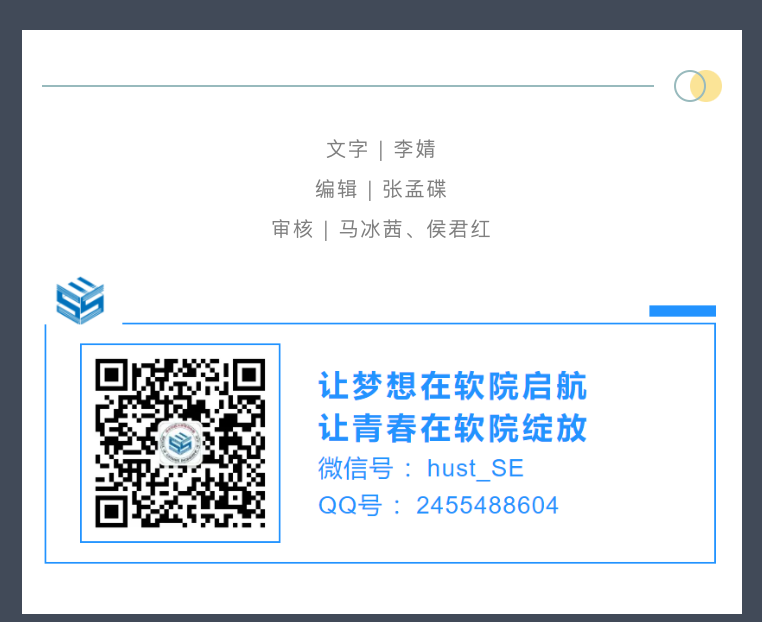 文字 | 李婧
编辑 | 张孟碟
审核 | 马冰茜、侯君红
让梦想在软院启航
让青春在软院绽放
微信号 : hust_SE
QQ号 : 2455488604